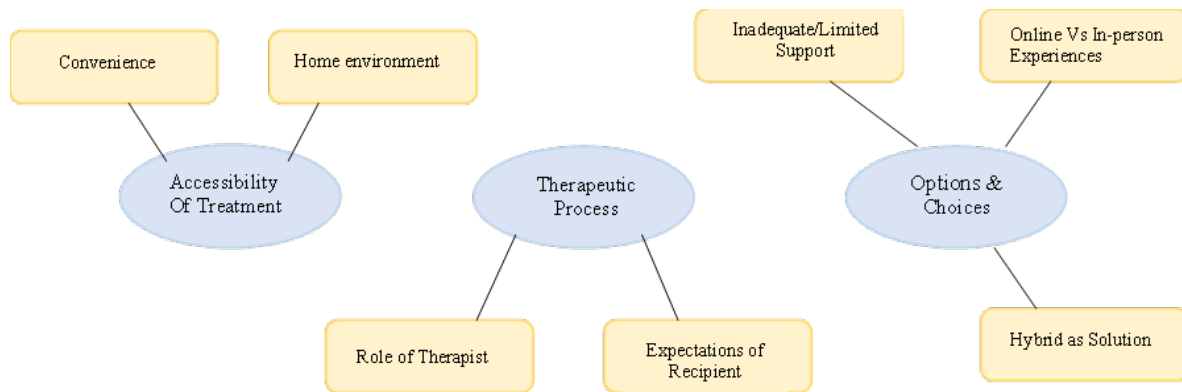 Convenience
Home environment
Accessibility
Of Treatment
Therapeutic
Process
Role of Therapist
Expectations of
Recipient
Inadequate/Limited
Support
Online Vs In-person
Experiences
Options &
Choices
Hybrid as Solution